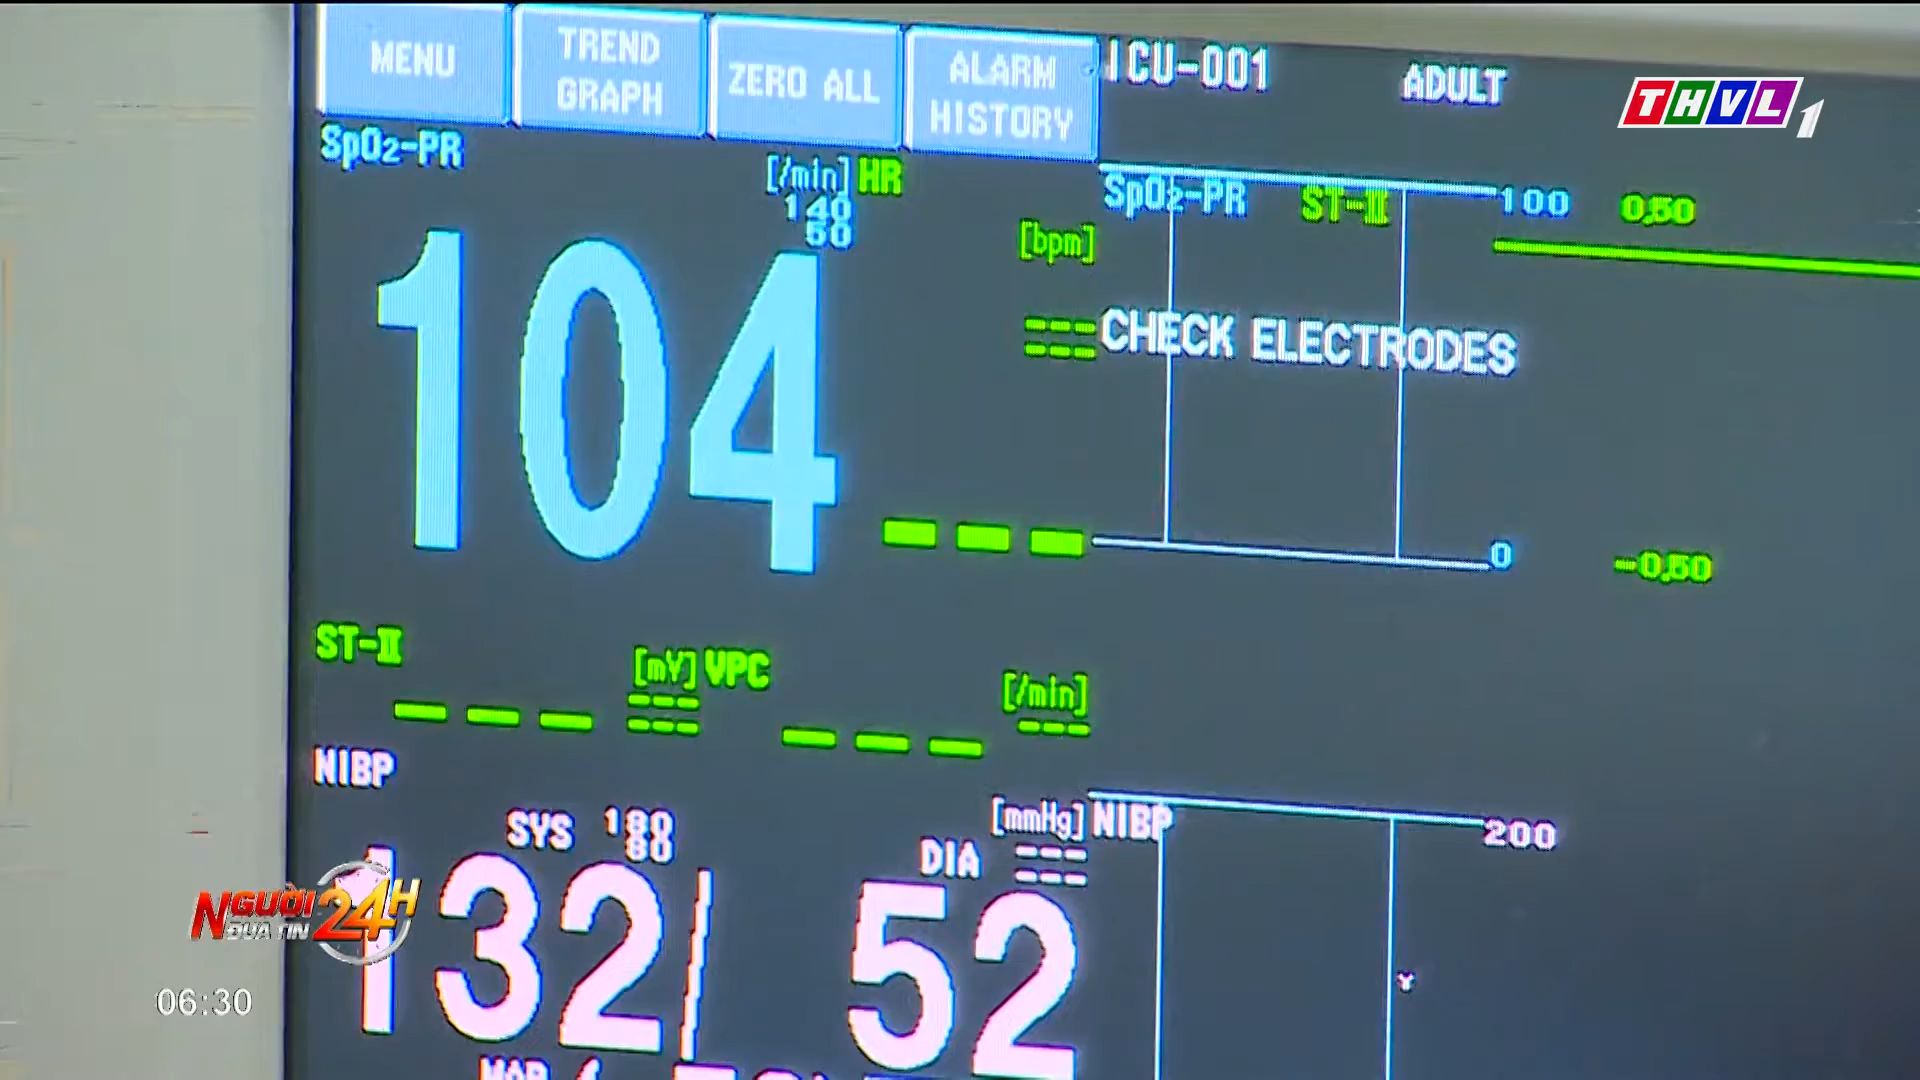 MENU
TREND
GRAPH
ZERO ALL
ALARM
HISTORY
ICU-001
ADULT
THVL1
SpO2-PR
[/min]
140
50
HR
[bpm]
SpO2-PR
ST-II
100
0,50
104
---
---
CHECK ELECTRODES
---
0
-0,50
ST-II
---
[mV]
---
---
VPC
---
[/min]
---
NIBP
SYS
180
80
[mmHg]
DIA
---
---
NIBP
200
132/ 52
NGƯỜI
ĐƯA TIN
24H
06:30